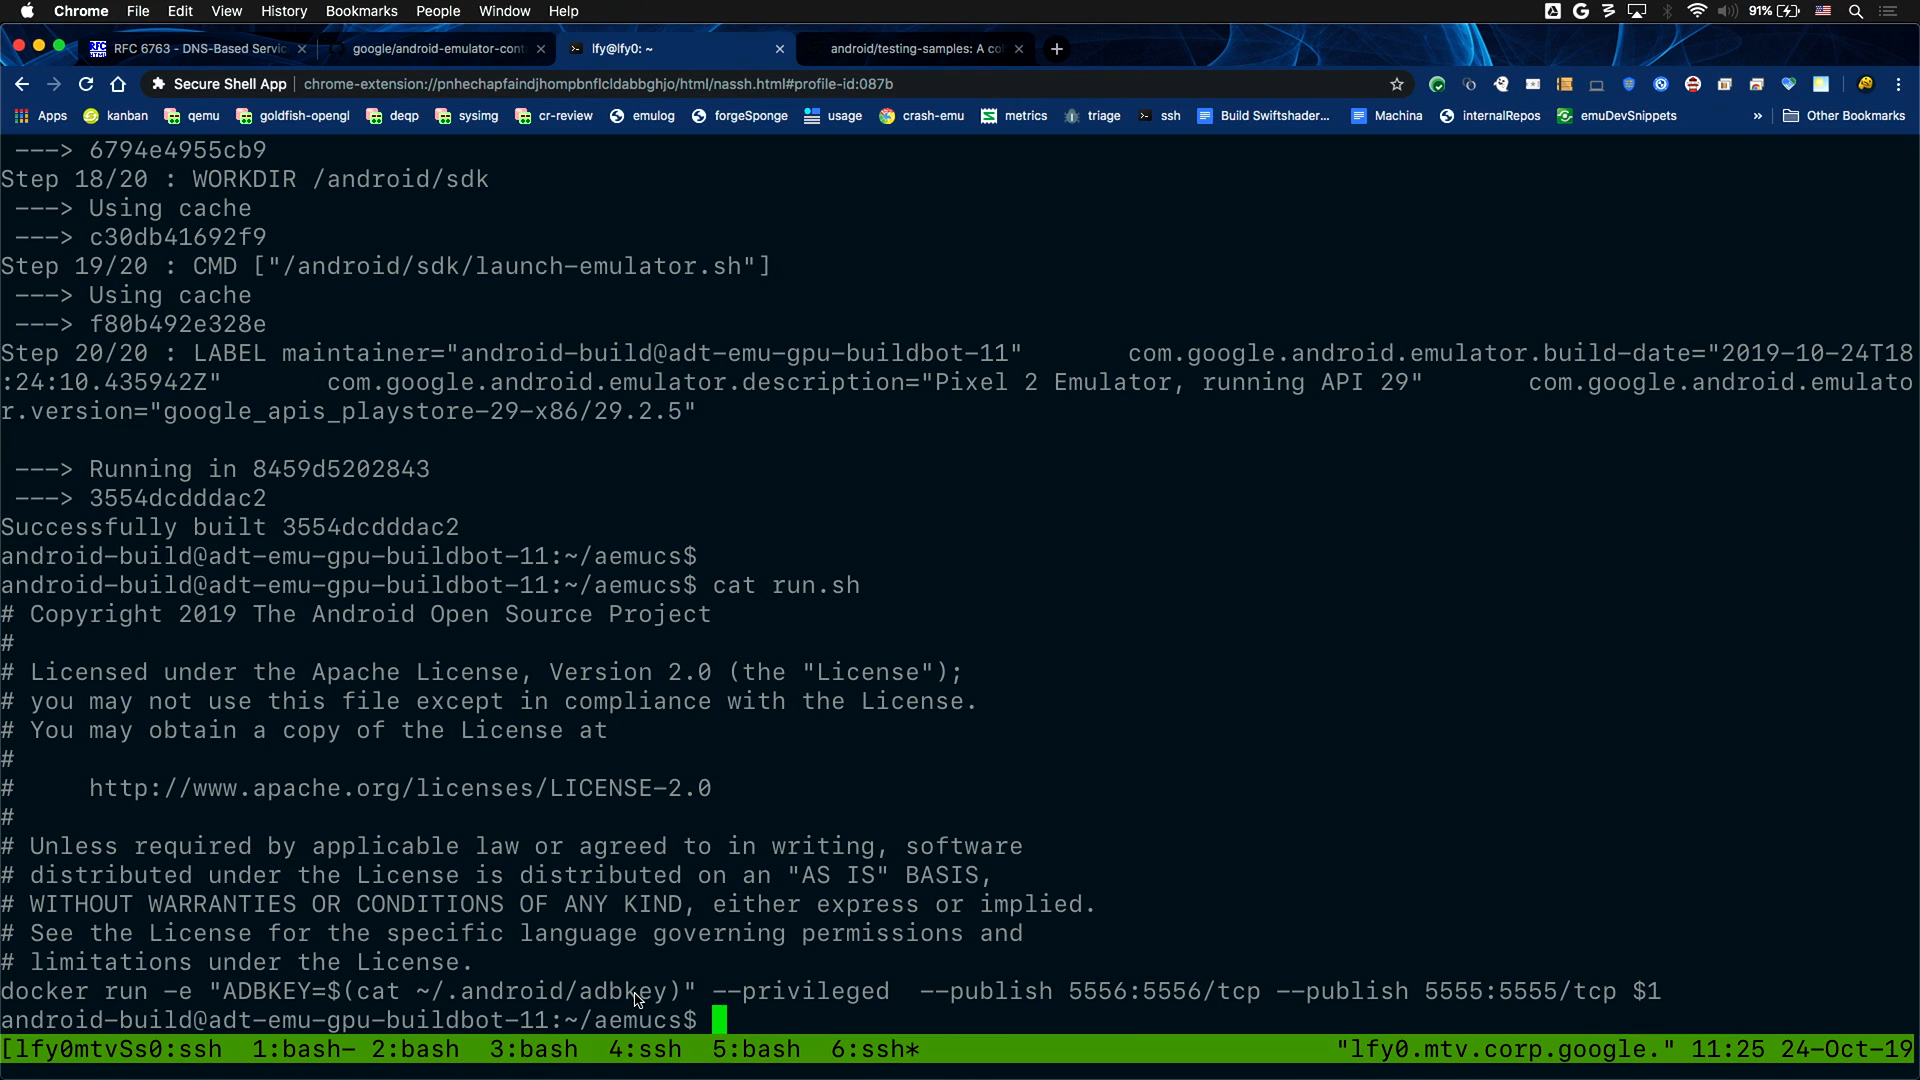 Chrome File Edit View History Bookmarks People Window Help 91%
RFC 6763 - DNS-Based Servic google/android-emulator-cont lfy@lfy0: ~ android/testing-samples: A co
Secure Shell App chrome-extension://pnhechapfaindjhompbnflcldabbghjo/html/nassh.html#profile-id:087b
Apps kanban qemu goldfish-opengl deqp sysimg cr-review emulog forgeSponge usage crash-emu metrics triage ssh Build Swiftshader... Machina internalRepos emuDevSnippets » Other Bookmarks
---> 6794e4955cb9
Step 18/20 : WORKDIR /android/sdk
---> Using cache
---> c30db41692f9
Step 19/20 : CMD ["/android/sdk/launch-emulator.sh"]
---> Using cache
---> f80b492e328e
Step 20/20 : LABEL maintainer="android-build@adt-emu-gpu-buildbot-11" com.google.android.emulator.build-date="2019-10-24T18
:24:10.435942Z" com.google.android.emulator.description="Pixel 2 Emulator, running API 29" com.google.android.emulato
r.version="google_apis_playstore-29-x86/29.2.5"
---> Running in 8459d5202843
---> 3554dcdddac2
Successfully built 3554dcdddac2
android-build@adt-emu-gpu-buildbot-11:~/aemucs$
android-build@adt-emu-gpu-buildbot-11:~/aemucs$ cat run.sh
# Copyright 2019 The Android Open Source Project
#
# Licensed under the Apache License, Version 2.0 (the "License");
# you may not use this file except in compliance with the License.
# You may obtain a copy of the License at
#
# http://www.apache.org/licenses/LICENSE-2.0
#
# Unless required by applicable law or agreed to in writing, software
# distributed under the License is distributed on an "AS IS" BASIS,
# WITHOUT WARRANTIES OR CONDITIONS OF ANY KIND, either express or implied.
# See the License for the specific language governing permissions and
# limitations under the License.
docker run -e "ADBKEY=$(cat ~/.android/adbkey)" --privileged --publish 5556:5556/tcp --publish 5555:5555/tcp $1
android-build@adt-emu-gpu-buildbot-11:~/aemucs$
[lfy0mtvSs0:ssh 1:bash- 2:bash 3:bash 4:ssh 5:bash 6:ssh* "lfy0.mtv.corp.google." 11:25 24-Oct-19